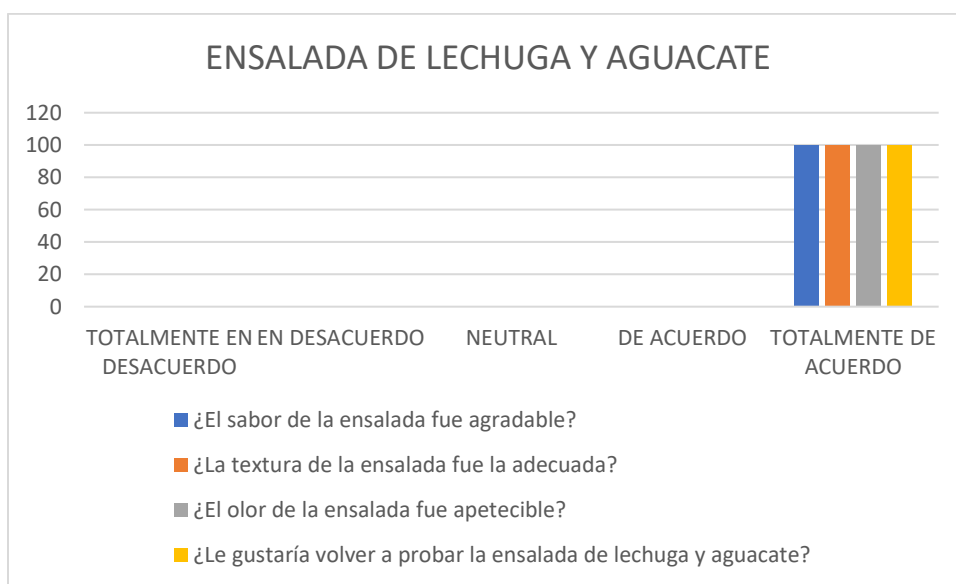 ENSALADA DE LECHUGA Y AGUACATE
120
100
80
60
40
20
0
TOTALMENTE EN
DESACUERDO
EN DESACUERDO
NEUTRAL
DE ACUERDO
TOTALMENTE DE
ACUERDO
¿El sabor de la ensalada fue agradable?
¿La textura de la ensalada fue la adecuada?
¿El olor de la ensalada fue apetecible?
¿Le gustaría volver a probar la ensalada de lechuga y aguacate?